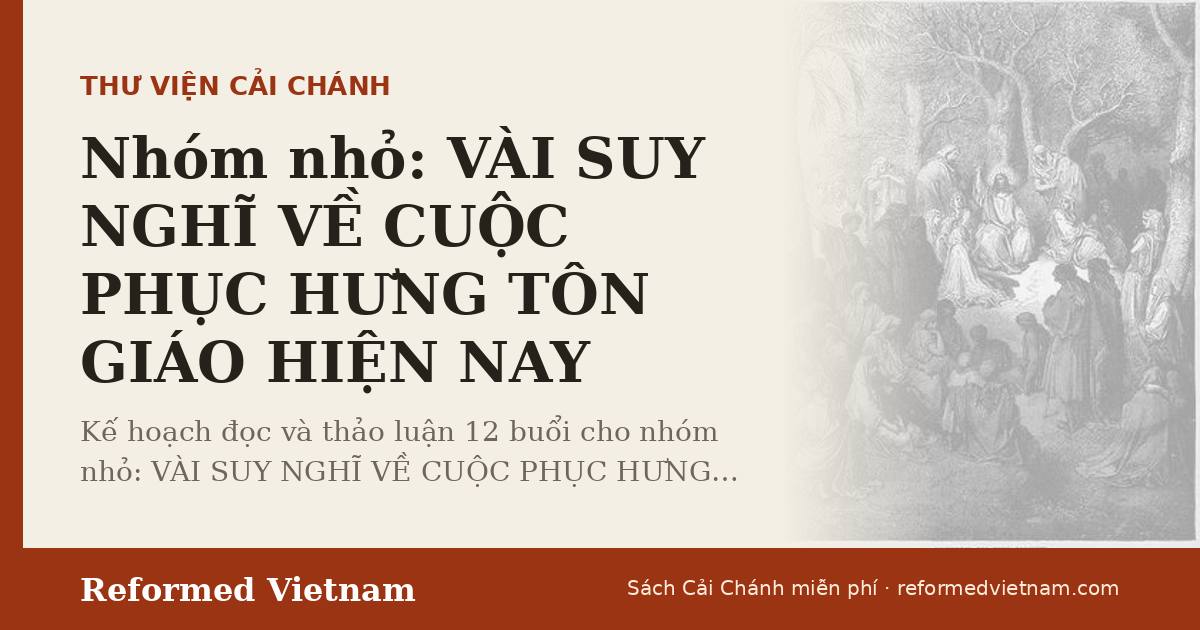 THƯ VIỆN CẢI CHÁNH
Nhóm nhỏ: VÀI SUY
NGHĨ VỀ CUỘC
PHỤC HƯNG TÔN
GIÁO HIỆN NAY
Kế hoạch đọc và thảo luận 12 buổi cho nhóm
nhỏ: VÀI SUY NGHĨ VỀ CUỘC PHỤC HƯNG...
Reformed Vietnam
Sách Cải Chánh miễn phí · reformedvietnam.com